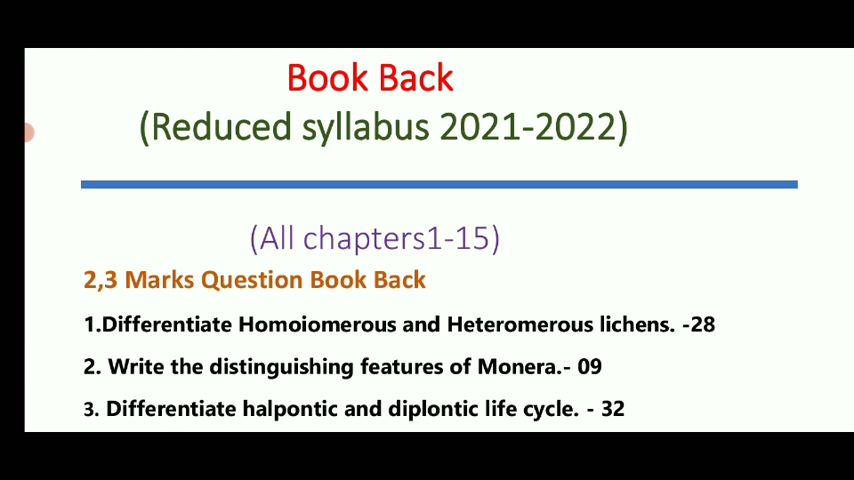 Book Back
(Reduced syllabus 2021-2022)
(All chapters1-15)
2,3 Marks Question Book Back
1.Differentiate Homoiomerous and Heteromerous lichens. -28
2. Write the distinguishing features of Monera.- 09
3. Differentiate halpontic and diplontic life cycle. - 32